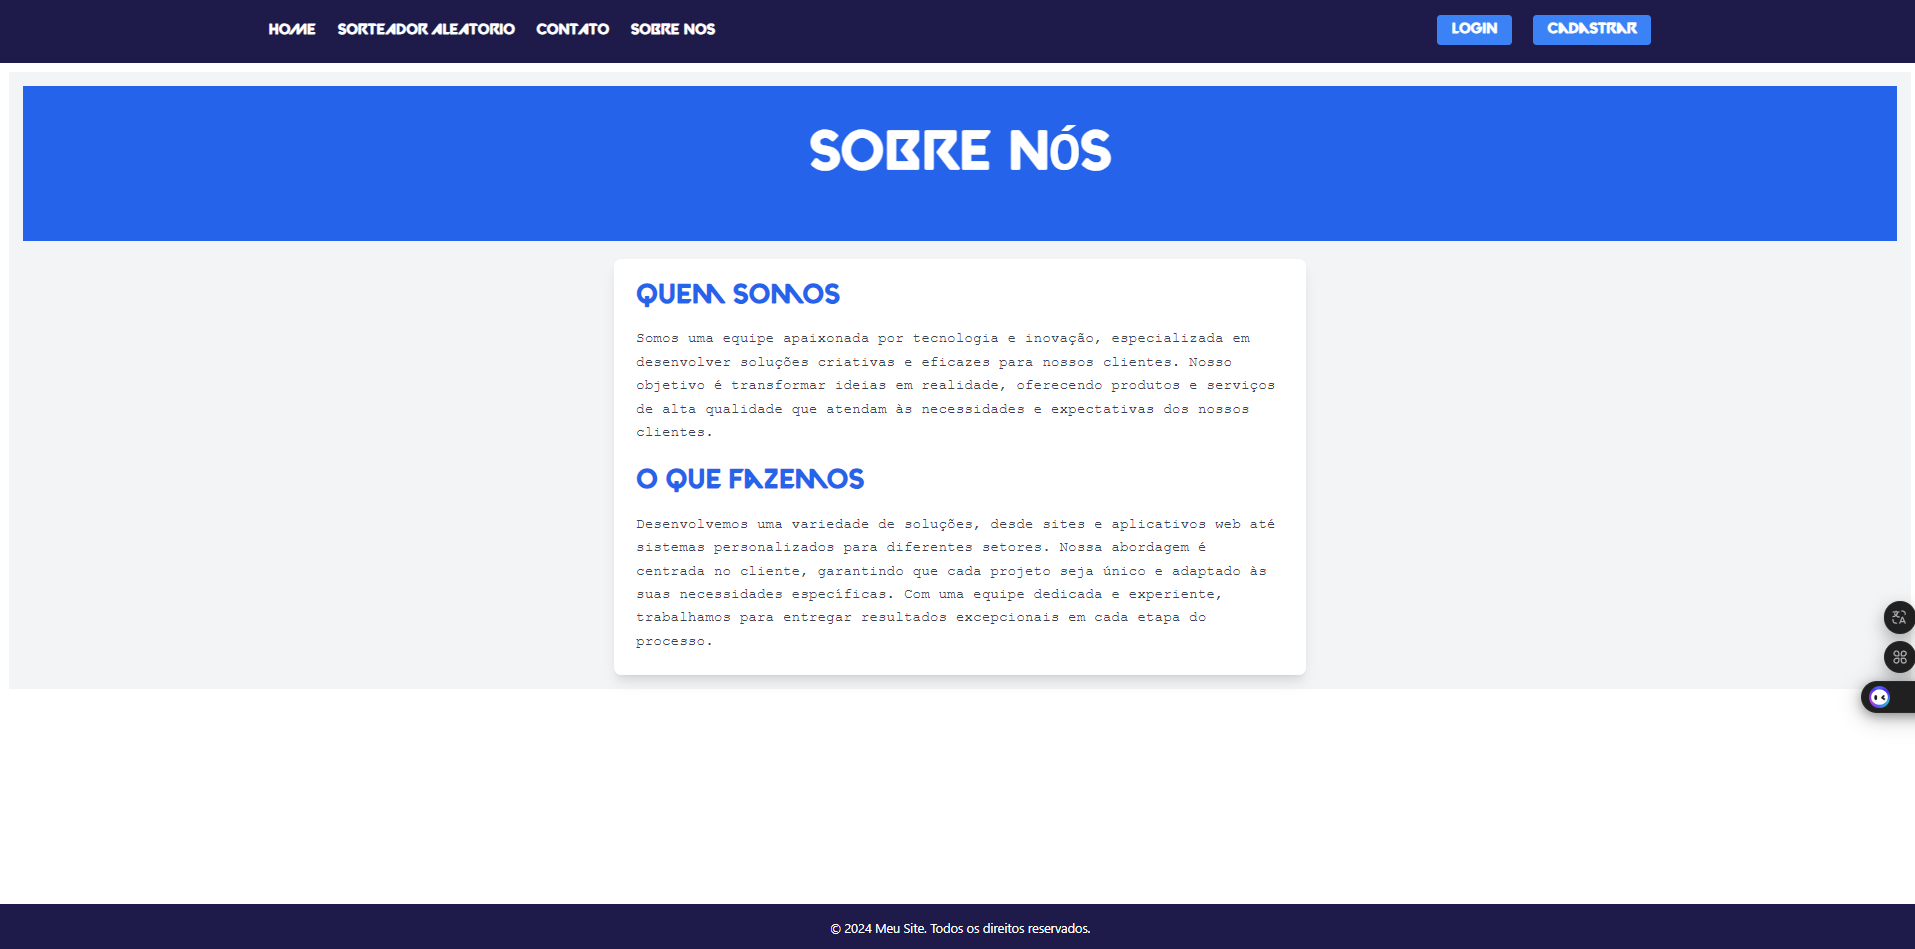 HOME SORTEADOR ALEATORIO CONTATO SOBRE NOS LOGIN CADASTRAR
SOBRE NÓS
QUEM SOMOS
Somos uma equipe apaixonada por tecnologia e inovação, especializada em
desenvolver soluções criativas e eficazes para nossos clientes. Nosso
objetivo é transformar ideias em realidade, oferecendo produtos e serviços
de alta qualidade que atendam às necessidades e expectativas dos nossos
clientes.
O QUE FAZEMOS
Desenvolvemos uma variedade de soluções, desde sites e aplicativos web até
sistemas personalizados para diferentes setores. Nossa abordagem é
centrada no cliente, garantindo que cada projeto seja único e adaptado às
suas necessidades específicas. Com uma equipe dedicada e experiente,
trabalhamos para entregar resultados excepcionais em cada etapa do
processo.
© 2024 Meu Site. Todos os direitos reservados.